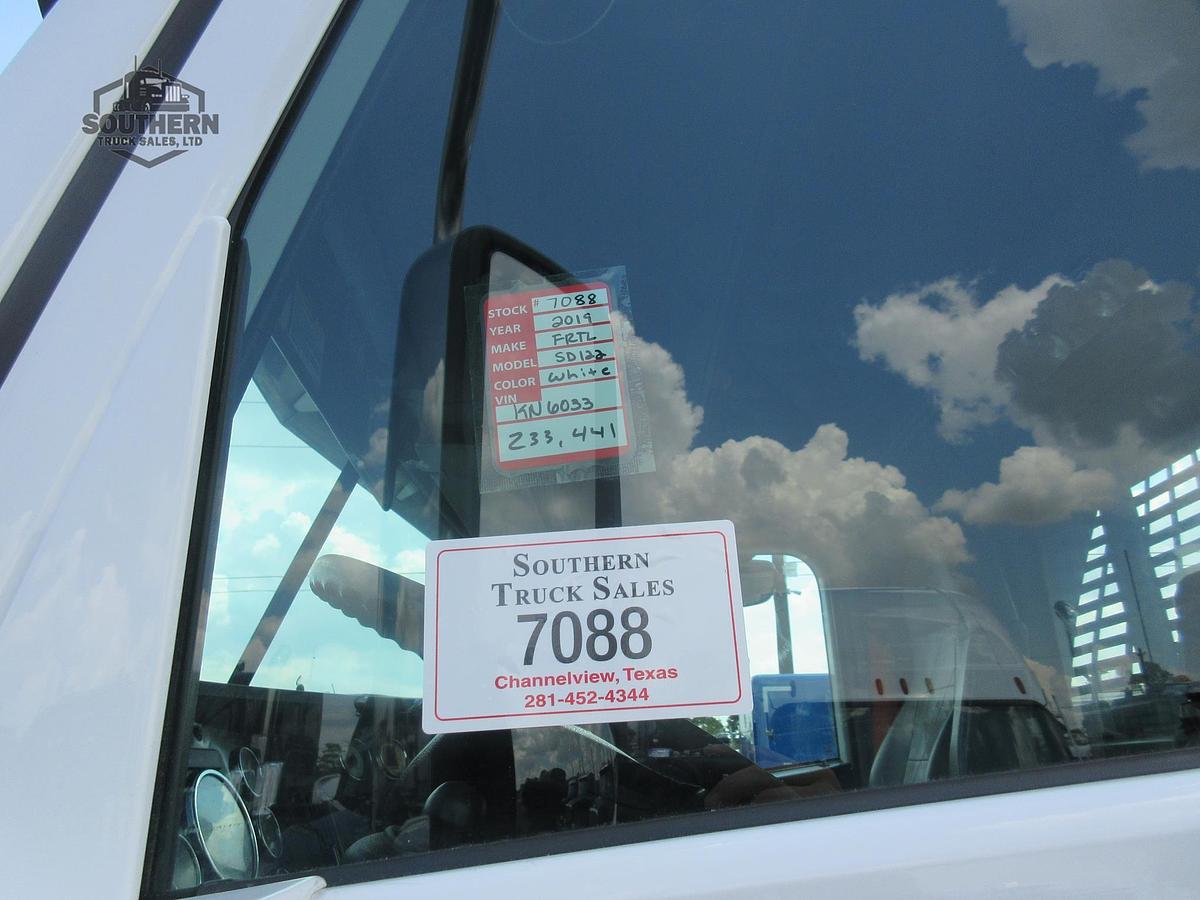 SOUTHERN
TRUCK SALES, LTD
STOCK # 7088
YEAR 2019
MAKE FRTL
MODEL SD122
COLOR White
VIN
KN6033
233,441
SOUTHERN
TRUCK SALES
7088
Channelview, Texas
281-452-4344